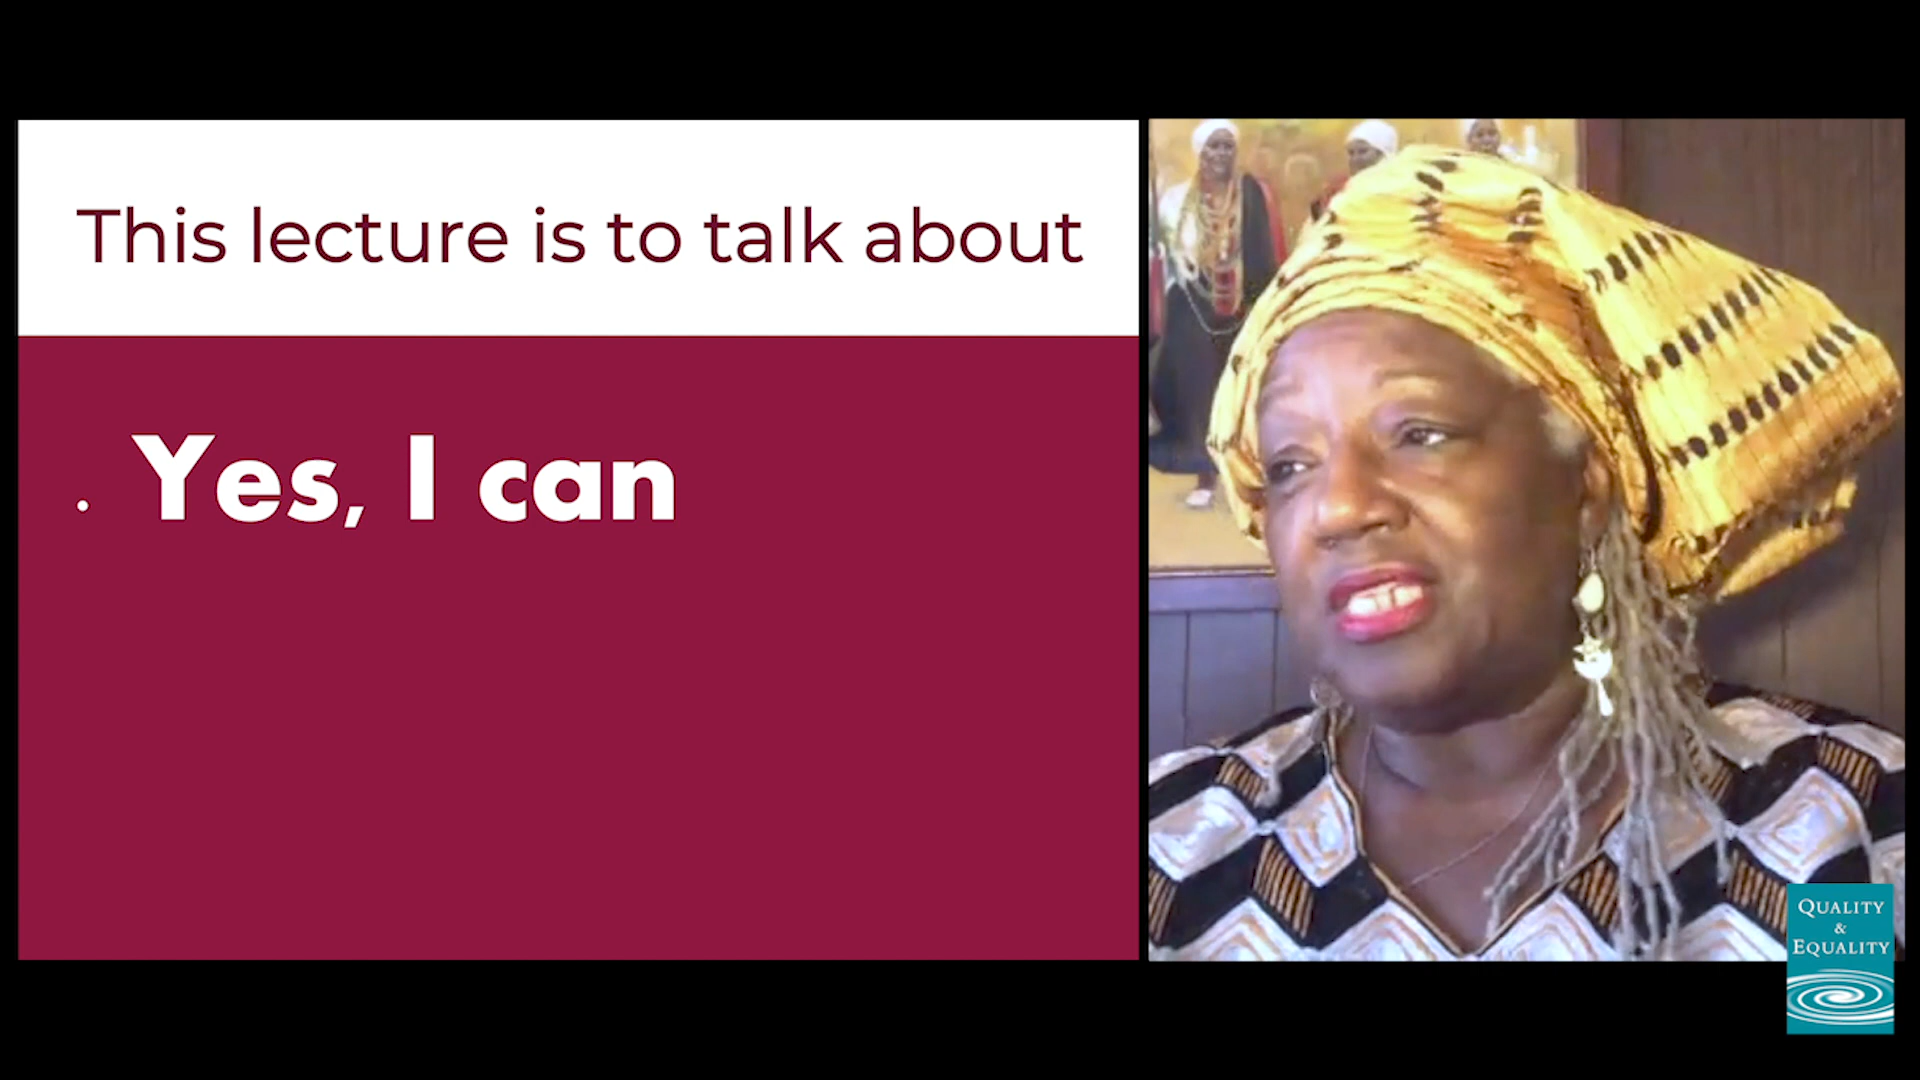 This lecture is to talk about
• Yes, I can
QUALITY
&
EQUALITY